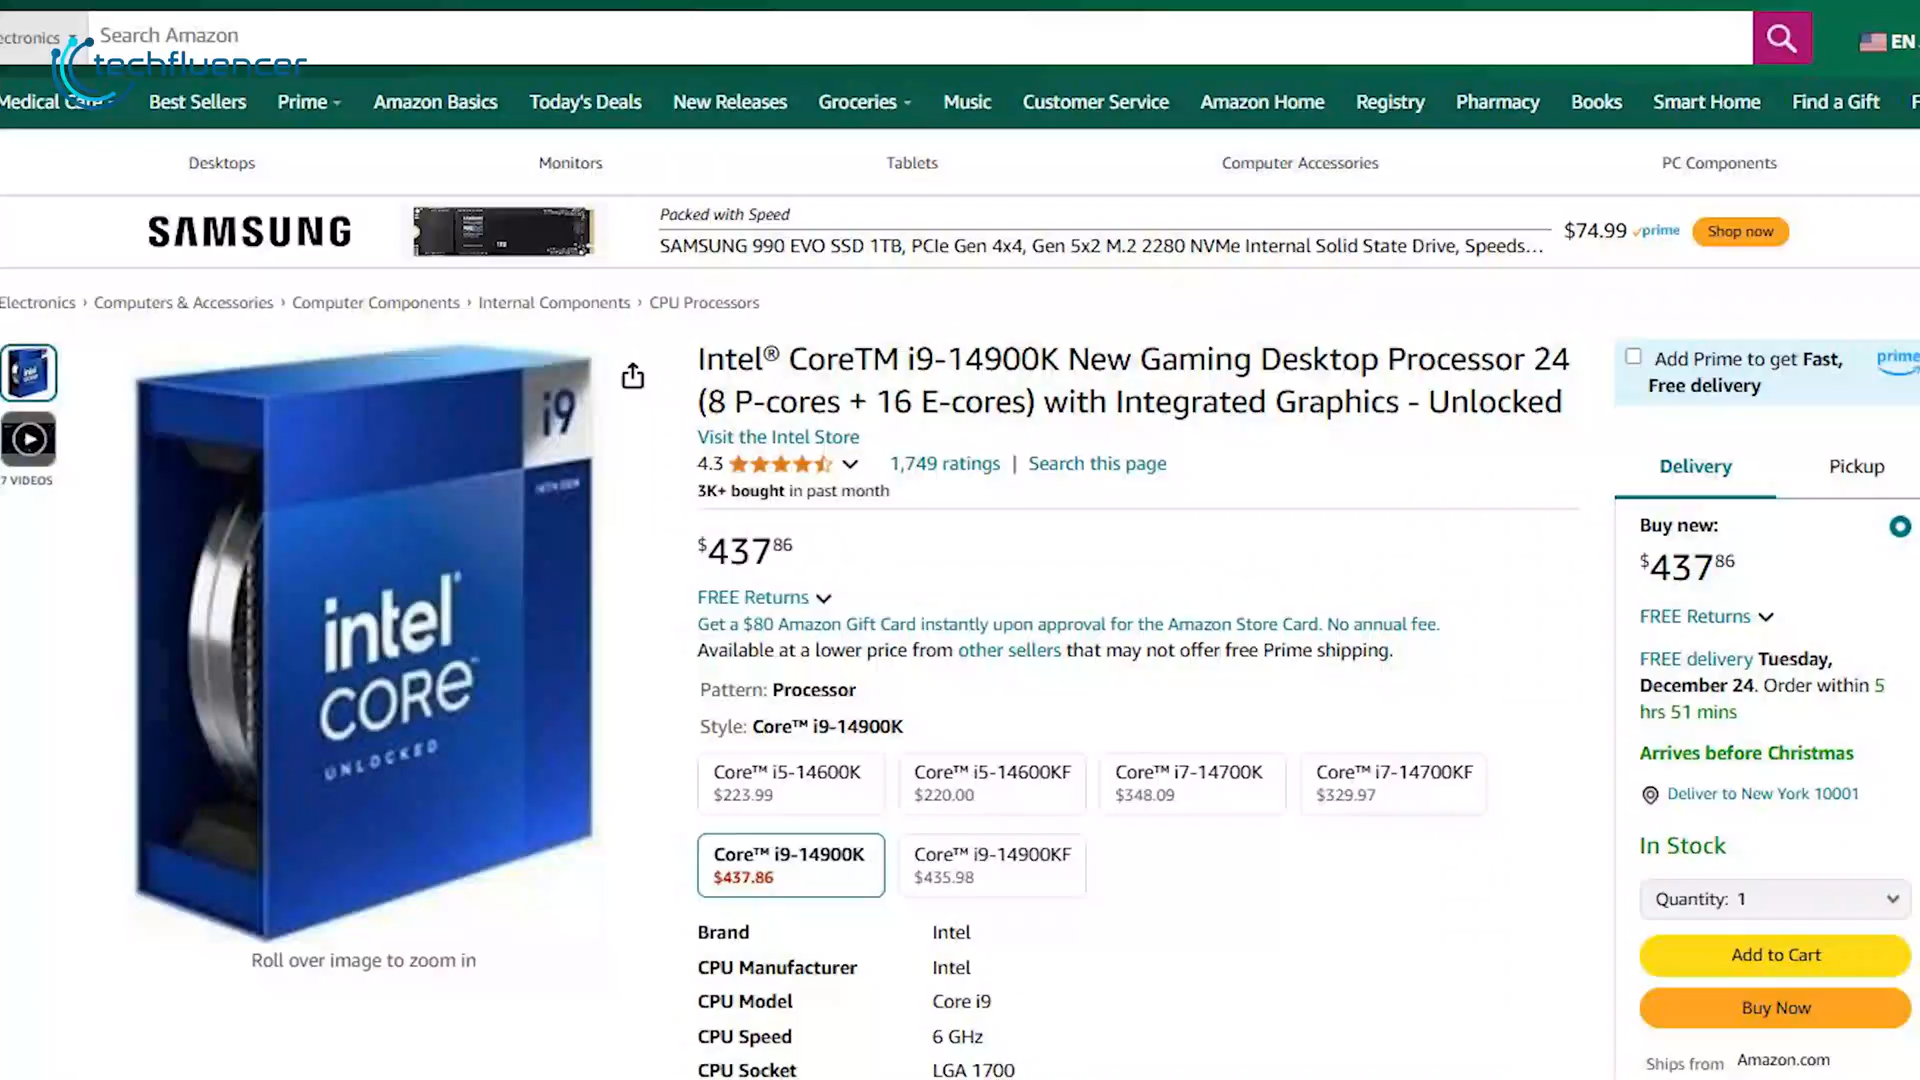 ectronics
Search Amazon
EN
techfluencer
Medical Care
Best Sellers
Prime
Amazon Basics
Today's Deals
New Releases
Groceries
Music
Customer Service
Amazon Home
Registry
Pharmacy
Books
Smart Home
Find a Gift
F
Desktops
Monitors
Tablets
Computer Accessories
PC Components
SAMSUNG
Packed with Speed
SAMSUNG 990 EVO SSD 1TB, PCIe Gen 4x4, Gen 5x2 M.2 2280 NVMe Internal Solid State Drive, Speeds...
$74.99 prime
Shop now
Electronics › Computers & Accessories › Computer Components › Internal Components › CPU Processors
7 VIDEOS
i9
intel
CORE™
UNLOCKED
Roll over image to zoom in
Intel® CoreTM i9-14900K New Gaming Desktop Processor 24
(8 P-cores + 16 E-cores) with Integrated Graphics - Unlocked
Visit the Intel Store
4.3
1,749 ratings | Search this page
3K+ bought in past month
$437 86
FREE Returns
Get a $80 Amazon Gift Card instantly upon approval for the Amazon Store Card. No annual fee.
Available at a lower price from other sellers that may not offer free Prime shipping.
Pattern: Processor
Style: Core™ i9-14900K
Core™ i5-14600K
$223.99
Core™ i5-14600KF
$220.00
Core™ i7-14700K
$348.09
Core™ i7-14700KF
$329.97
Core™ i9-14900K
$437.86
Core™ i9-14900KF
$435.98
Brand Intel
CPU Manufacturer Intel
CPU Model Core i9
CPU Speed 6 GHz
CPU Socket LGA 1700
Add Prime to get Fast,
Free delivery
prime
Delivery
Pickup
Buy new:
$437 86
FREE Returns
FREE delivery Tuesday,
December 24. Order within 5
hrs 51 mins
Arrives before Christmas
Deliver to New York 10001
In Stock
Quantity: 1
Add to Cart
Buy Now
Ships from Amazon.com